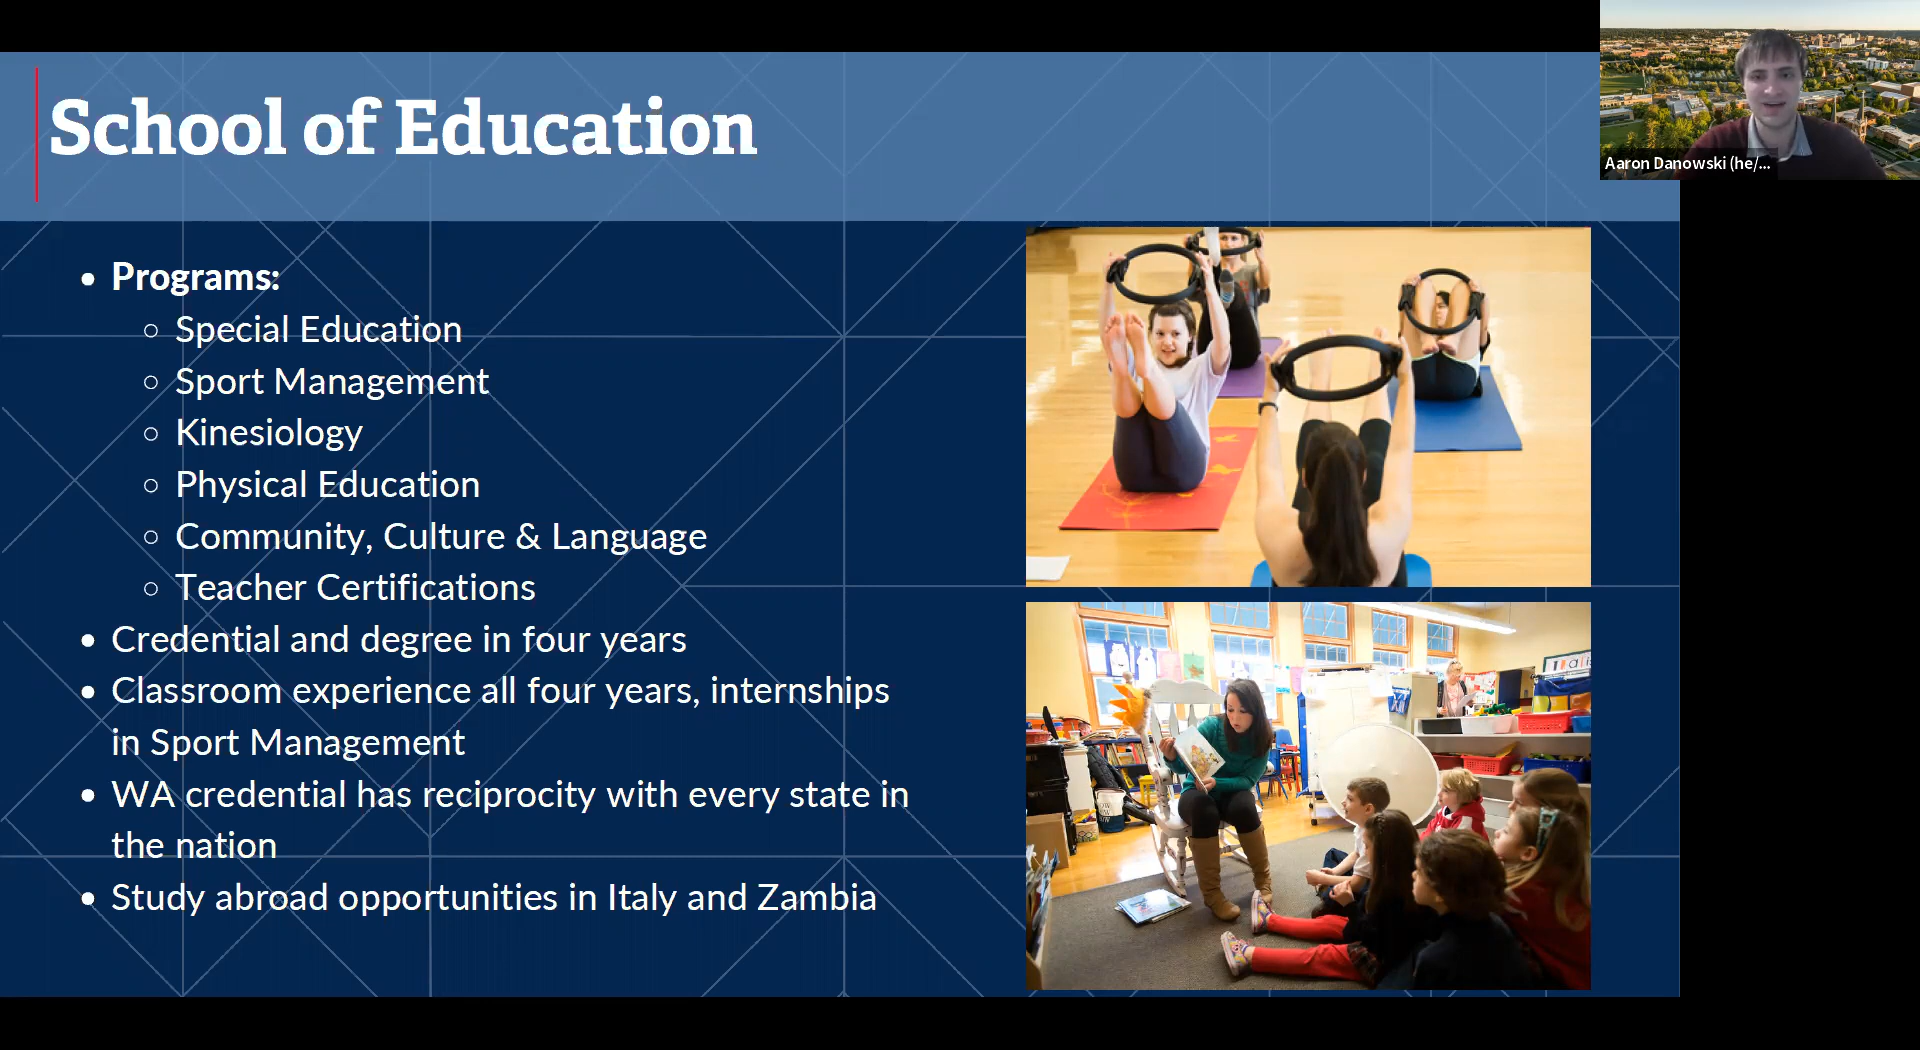 School of Education
Aaron Danowski (he/...
• Programs:
○ Special Education
○ Sport Management
○ Kinesiology
○ Physical Education
○ Community, Culture & Language
○ Teacher Certifications
• Credential and degree in four years
• Classroom experience all four years, internships
in Sport Management
• WA credential has reciprocity with every state in
the nation
• Study abroad opportunities in Italy and Zambia